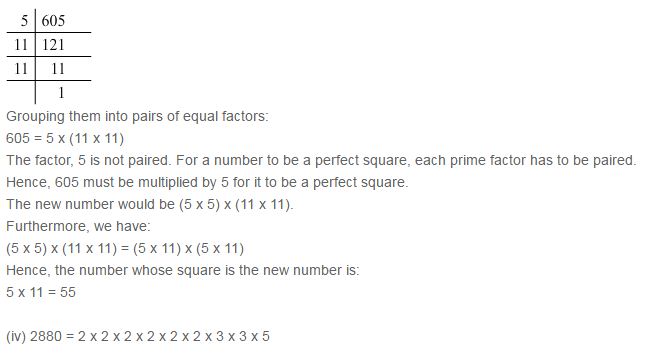 5 605
11 121
11 11
1
Grouping them into pairs of equal factors:
605 = 5 x (11 x 11)
The factor, 5 is not paired. For a number to be a perfect square, each prime factor has to be paired.
Hence, 605 must be multiplied by 5 for it to be a perfect square.
The new number would be (5 x 5) x (11 x 11).
Furthermore, we have:
(5 x 5) x (11 x 11) = (5 x 11) x (5 x 11)
Hence, the number whose square is the new number is:
5 x 11 = 55
(iv) 2880 = 2 x 2 x 2 x 2 x 2 x 2 x 3 x 3 x 5